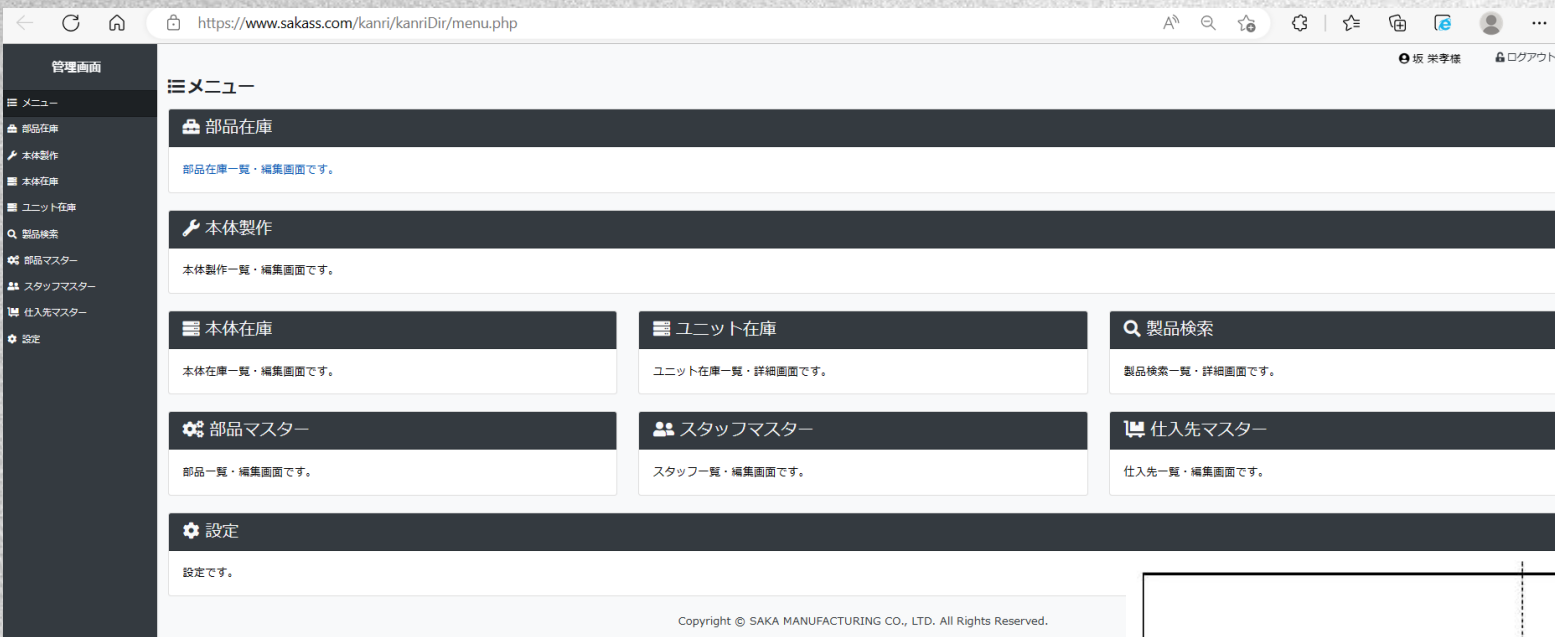 https://www.sakass.com/kanri/kanriDir/menu.php
管理画面
坂 栄孝様
ログアウト
メニュー
部品在庫
本体製作
本体在庫
ユニット在庫
製品検索
部品マスター
スタッフマスター
仕入先マスター
設定
メニュー
部品在庫
部品在庫一覧・編集画面です。
本体製作
本体製作一覧・編集画面です。
本体在庫
本体在庫一覧・編集画面です。
ユニット在庫
ユニット在庫一覧・詳細画面です。
製品検索
製品検索一覧・詳細画面です。
部品マスター
部品一覧・編集画面です。
スタッフマスター
スタッフ一覧・編集画面です。
仕入先マスター
仕入先一覧・編集画面です。
設定
設定です。
Copyright © SAKA MANUFACTURING CO., LTD. All Rights Reserved.